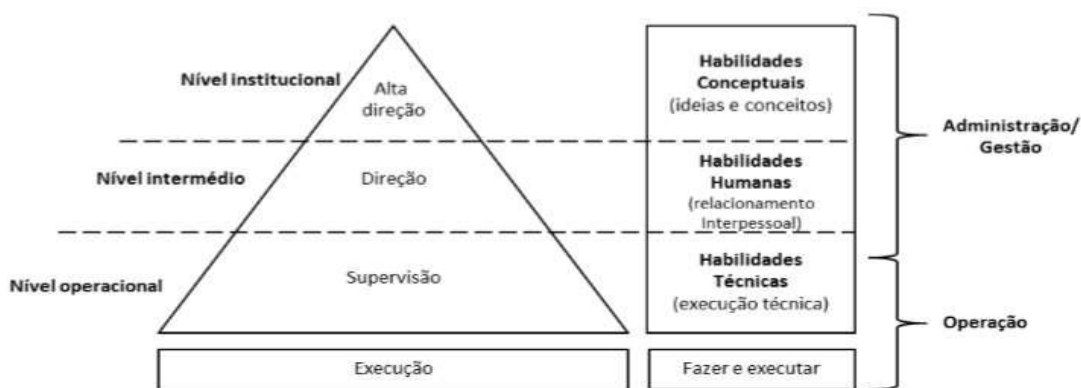 Nível institucional
Alta
direção
Habilidades
Conceptuais
(ideias e conceitos)
Administração/
Gestão
Nível intermédio
Direção
Habilidades
Humanas
(relacionamento
Interpessoal)
Nível operacional
Supervisão
Habilidades
Técnicas
(execução técnica)
Operação
Execução
Fazer e executar